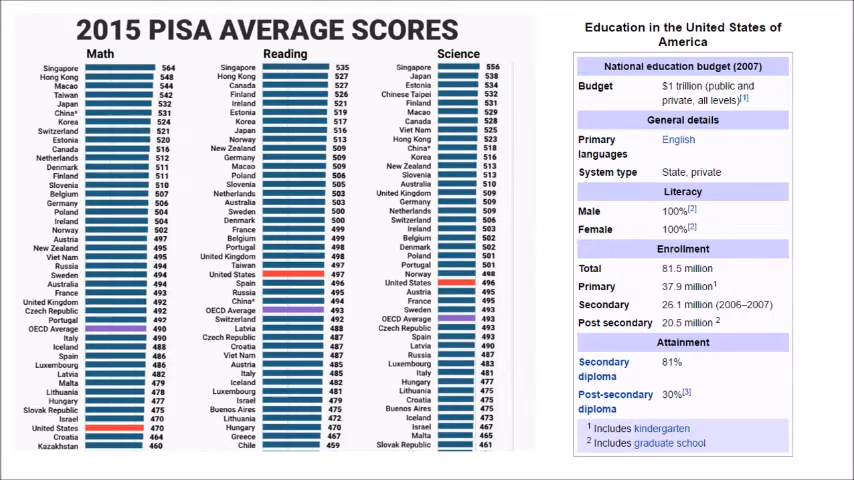 2015 PISA AVERAGE SCORES
Math
Singapore 564
Hong Kong 548
Macao 544
Taiwan 542
Japan 532
China* 531
Korea 524
Switzerland 521
Estonia 520
Canada 516
Netherlands 512
Denmark 511
Finland 511
Slovenia 510
Belgium 507
Germany 506
Poland 504
Ireland 504
Norway 502
Austria 497
New Zealand 495
Viet Nam 495
Russia 494
Sweden 494
Australia 494
France 493
United Kingdom 492
Czech Republic 492
Portugal 492
OECD Average 490
Italy 490
Iceland 488
Spain 486
Luxembourg 486
Latvia 482
Malta 479
Lithuania 478
Hungary 477
Slovak Republic 475
Israel 470
United States 470
Croatia 464
Kazakhstan 460
Reading
Singapore 535
Hong Kong 527
Canada 527
Finland 526
Ireland 521
Estonia 519
Korea 517
Japan 516
Norway 513
New Zealand 509
Germany 509
Macao 509
Poland 506
Slovenia 505
Netherlands 503
Australia 503
Sweden 500
Denmark 500
France 499
Belgium 499
Portugal 498
United Kingdom 498
Taiwan 497
United States 497
Spain 496
Russia 495
China* 494
OECD Average 493
Switzerland 492
Latvia 488
Czech Republic 487
Croatia 487
Viet Nam 487
Austria 485
Italy 485
Iceland 482
Luxembourg 481
Israel 479
Buenos Aires 475
Lithuania 472
Hungary 470
Greece 467
Chile 459
Science
Singapore 556
Japan 538
Estonia 534
Chinese Taipei 532
Finland 531
Macao 529
Canada 528
Viet Nam 525
Hong Kong 523
China* 518
Korea 516
New Zealand 513
Slovenia 513
Australia 510
United Kingdom 509
Germany 509
Netherlands 509
Switzerland 506
Ireland 503
Belgium 502
Denmark 502
Poland 501
Portugal 501
Norway 498
United States 496
Austria 495
France 495
Sweden 493
OECD Average 493
Czech Republic 493
Spain 493
Latvia 490
Russia 487
Luxembourg 483
Italy 481
Hungary 477
Lithuania 475
Croatia 475
Buenos Aires 475
Iceland 473
Israel 467
Malta 465
Slovak Republic 461
Education in the United States of
America
National education budget (2007)
Budget $1 trillion (public and
private, all levels)[1]
General details
Primary English
languages
System type State, private
Literacy
Male 100%[2]
Female 100%[2]
Enrollment
Total 81.5 million
Primary 37.9 million1
Secondary 26.1 million (2006–2007)
Post secondary 20.5 million 2
Attainment
Secondary 81%
diploma
Post-secondary 30%[3]
diploma
1 Includes kindergarten
2 Includes graduate school